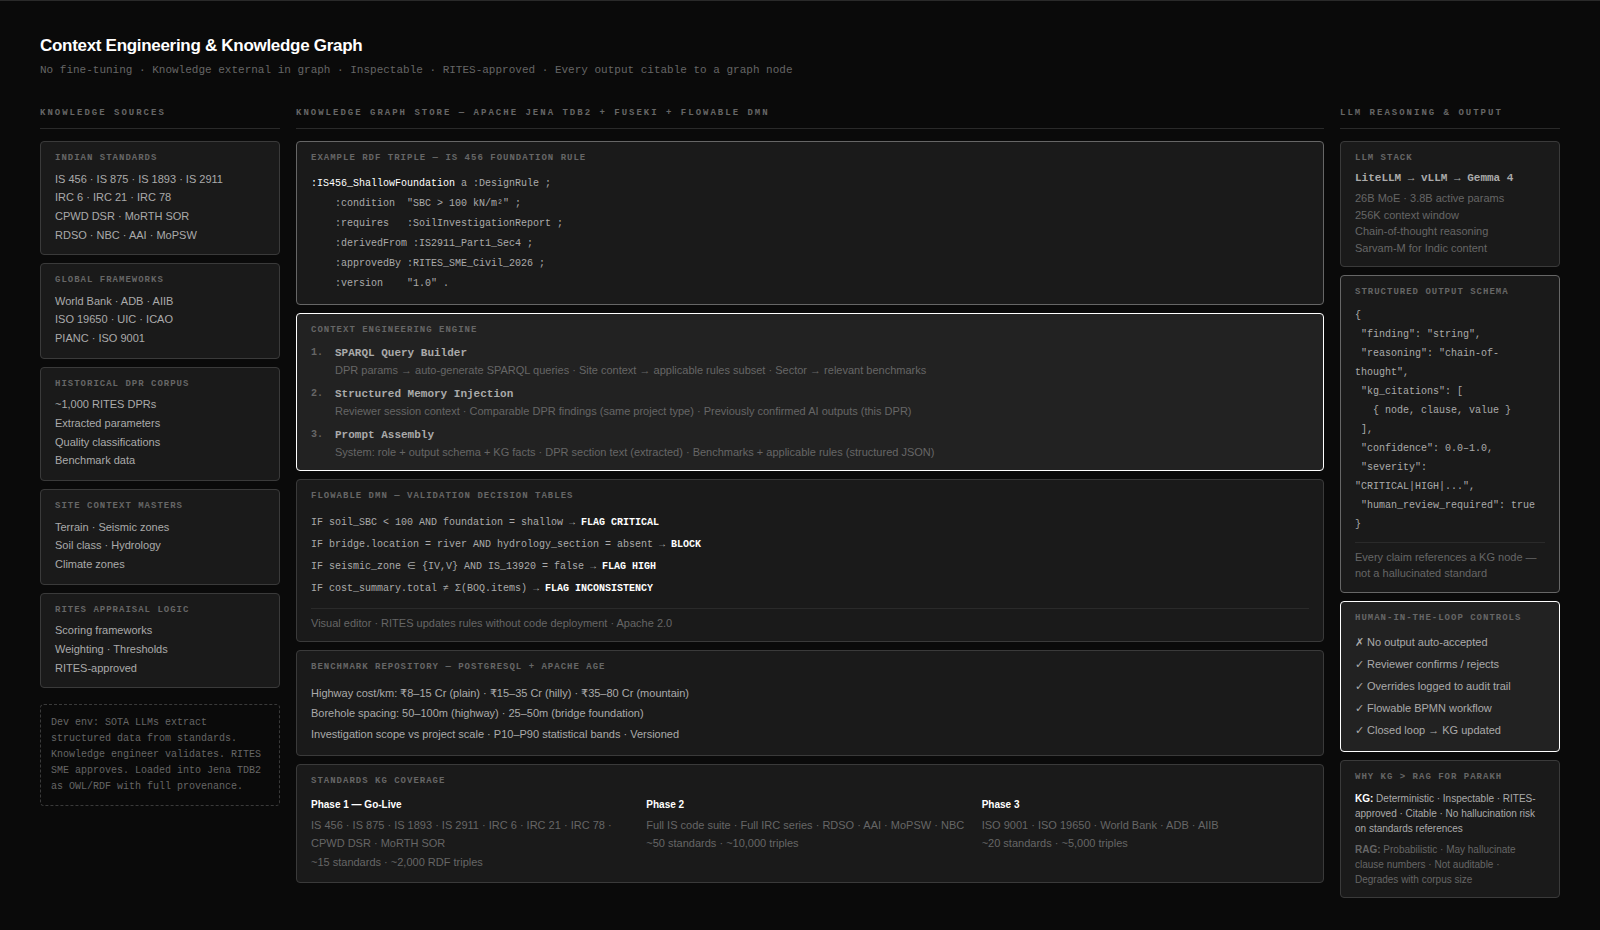 Context Engineering & Knowledge Graph
No fine-tuning · Knowledge external in graph · Inspectable · RITES-approved · Every output citable to a graph node
KNOWLEDGE SOURCES
INDIAN STANDARDS
IS 456 · IS 875 · IS 1893 · IS 2911
IRC 6 · IRC 21 · IRC 78
CPWD DSR · MoRTH SOR
RDSO · NBC · AAI · MoPSW
GLOBAL FRAMEWORKS
World Bank · ADB · AIIB
ISO 19650 · UIC · ICAO
PIANC · ISO 9001
HISTORICAL DPR CORPUS
~1,000 RITES DPRs
Extracted parameters
Quality classifications
Benchmark data
SITE CONTEXT MASTERS
Terrain · Seismic zones
Soil class · Hydrology
Climate zones
RITES APPRAISAL LOGIC
Scoring frameworks
Weighting · Thresholds
RITES-approved
Dev env: SOTA LLMs extract
structured data from standards.
Knowledge engineer validates. RITES
SME approves. Loaded into Jena TDB2
as OWL/RDF with full provenance.
KNOWLEDGE GRAPH STORE — APACHE JENA TDB2 + FUSEKI + FLOWABLE DMN
EXAMPLE RDF TRIPLE — IS 456 FOUNDATION RULE
:IS456_ShallowFoundation a :DesignRule ;
:condition "SBC > 100 kN/m²" ;
:requires :SoilInvestigationReport ;
:derivedFrom :IS2911_Part1_Sec4 ;
:approvedBy :RITES_SME_Civil_2026 ;
:version "1.0" .
CONTEXT ENGINEERING ENGINE
1. SPARQL Query Builder
DPR params → auto-generate SPARQL queries · Site context → applicable rules subset · Sector → relevant benchmarks
2. Structured Memory Injection
Reviewer session context · Comparable DPR findings (same project type) · Previously confirmed AI outputs (this DPR)
3. Prompt Assembly
System: role + output schema + KG facts · DPR section text (extracted) · Benchmarks + applicable rules (structured JSON)
FLOWABLE DMN — VALIDATION DECISION TABLES
IF soil_SBC < 100 AND foundation = shallow → FLAG CRITICAL
IF bridge.location = river AND hydrology_section = absent → BLOCK
IF seismic_zone ∈ {IV,V} AND IS_13920 = false → FLAG HIGH
IF cost_summary.total ≠ Σ(BOQ.items) → FLAG INCONSISTENCY
Visual editor · RITES updates rules without code deployment · Apache 2.0
BENCHMARK REPOSITORY — POSTGRESQL + APACHE AGE
Highway cost/km: ₹8–15 Cr (plain) · ₹15–35 Cr (hilly) · ₹35–80 Cr (mountain)
Borehole spacing: 50–100m (highway) · 25–50m (bridge foundation)
Investigation scope vs project scale · P10–P90 statistical bands · Versioned
STANDARDS KG COVERAGE
Phase 1 — Go-Live
IS 456 · IS 875 · IS 1893 · IS 2911 · IRC 6 · IRC 21 · IRC 78 ·
CPWD DSR · MoRTH SOR
~15 standards · ~2,000 RDF triples
Phase 2
Full IS code suite · Full IRC series · RDSO · AAI · MoPSW · NBC
~50 standards · ~10,000 triples
Phase 3
ISO 9001 · ISO 19650 · World Bank · ADB · AIIB
~20 standards · ~5,000 triples
LLM REASONING & OUTPUT
LLM STACK
LiteLLM → vLLM → Gemma 4
26B MoE · 3.8B active params
256K context window
Chain-of-thought reasoning
Sarvam-M for Indic content
STRUCTURED OUTPUT SCHEMA
{
"finding": "string",
"reasoning": "chain-of-
thought",
"kg_citations": [
{ node, clause, value }
],
"confidence": 0.0–1.0,
"severity":
"CRITICAL|HIGH|...",
"human_review_required": true
}
Every claim references a KG node —
not a hallucinated standard
HUMAN-IN-THE-LOOP CONTROLS
✗ No output auto-accepted
✓ Reviewer confirms / rejects
✓ Overrides logged to audit trail
✓ Flowable BPMN workflow
✓ Closed loop → KG updated
WHY KG > RAG FOR PARAKH
KG: Deterministic · Inspectable · RITES-
approved · Citable · No hallucination risk
on standards references
RAG: Probabilistic · May hallucinate
clause numbers · Not auditable ·
Degrades with corpus size